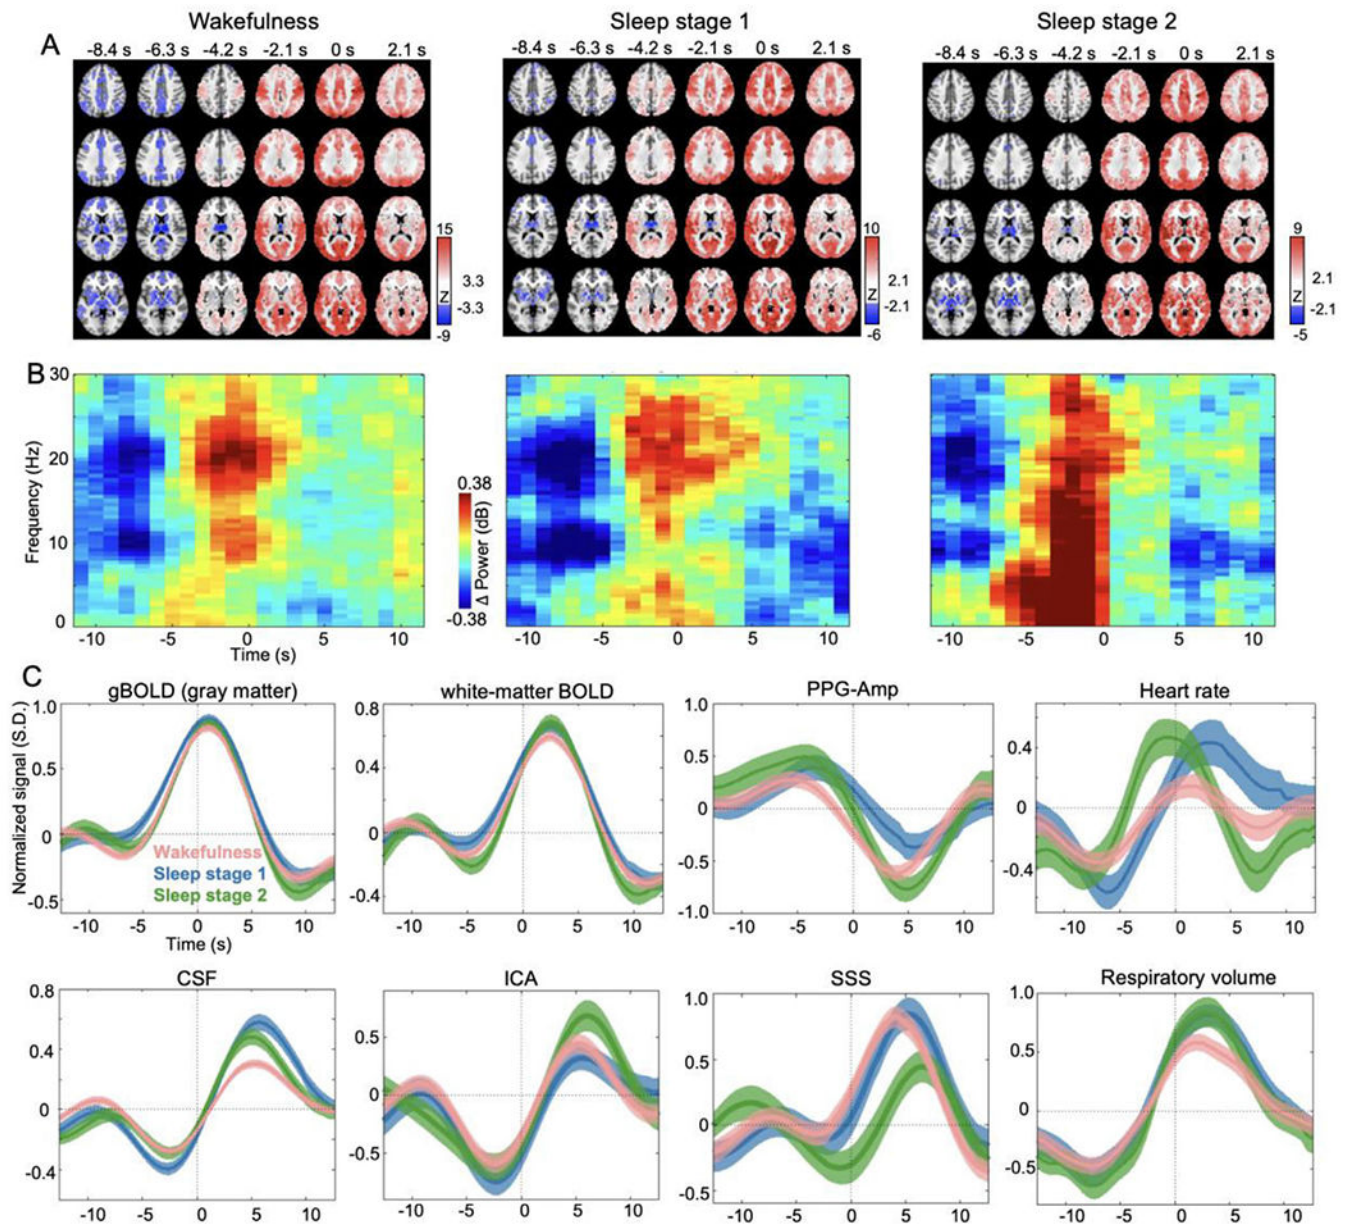 Wakefulness
Sleep stage 1
Sleep stage 2
A
-8.4 s -6.3 s -4.2 s -2.1 s 0 s 2.1 s
-8.4 s -6.3 s -4.2 s -2.1 s 0 s 2.1 s
-8.4 s -6.3 s -4.2 s -2.1 s 0 s 2.1 s
15
3.3
Z
-3.3
-9
10
2.1
Z
-2.1
-6
9
2.1
Z
-2.1
-5
B
30
20
10
0
Frequency (Hz)
-10 -5 0 5 10
Time (s)
0.38
Δ Power (dB)
-0.38
-10 -5 0 5 10
-10 -5 0 5 10
C
gBOLD (gray matter)
Normalized signal (S.D.)
1.0
0.5
0
-0.5
Wakefulness
Sleep stage 1
Sleep stage 2
-10 -5 0 5 10
Time (s)
white-matter BOLD
0.8
0.4
0
-0.4
-10 -5 0 5 10
PPG-Amp
1.0
0.5
0
-0.5
-1.0
-10 -5 0 5 10
Heart rate
0.4
0
-0.4
-10 -5 0 5 10
CSF
0.8
0.4
0
-0.4
-10 -5 0 5 10
ICA
0.5
0
-0.5
-10 -5 0 5 10
SSS
1.0
0.5
0
-0.5
-10 -5 0 5 10
Respiratory volume
1.0
0.5
0
-0.5
-10 -5 0 5 10